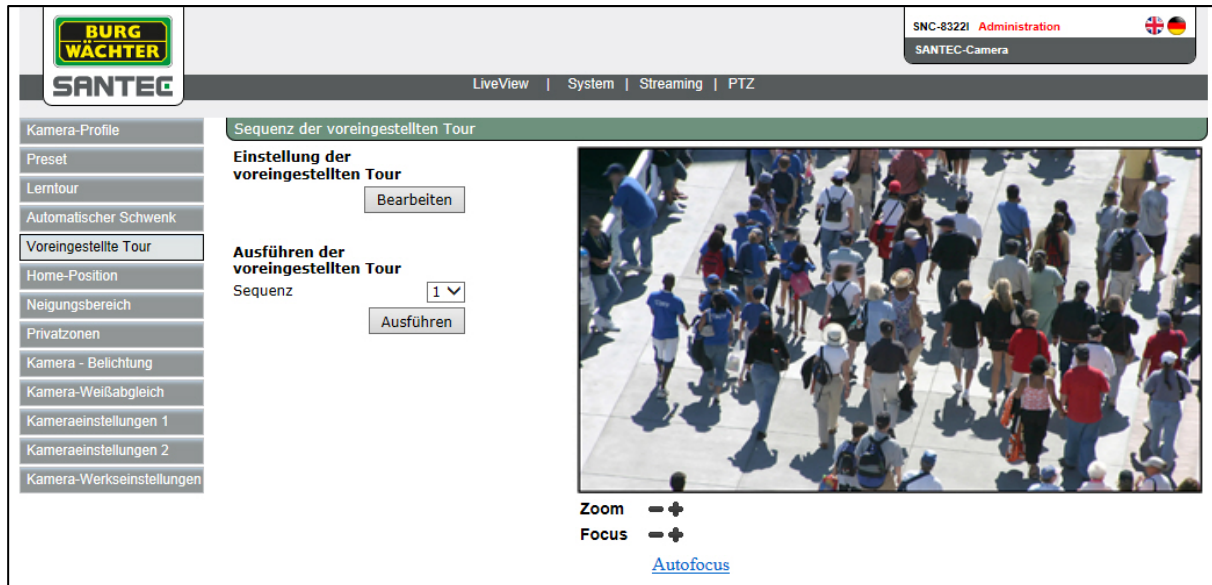 BURG
WÄCHTER
SANTEC
SNC-8322I Administration
SANTEC-Camera
LiveView | System | Streaming | PTZ
Kamera-Profile
Preset
Lerntour
Automatischer Schwenk
Voreingestellte Tour
Home-Position
Neigungsbereich
Privatzonen
Kamera - Belichtung
Kamera-Weißabgleich
Kameraeinstellungen 1
Kameraeinstellungen 2
Kamera-Werkseinstellungen
Sequenz der voreingestellten Tour
Einstellung der
voreingestellten Tour
Bearbeiten
Ausführen der
voreingestellten Tour
Sequenz 1
Ausführen
Zoom
Focus
Autofocus